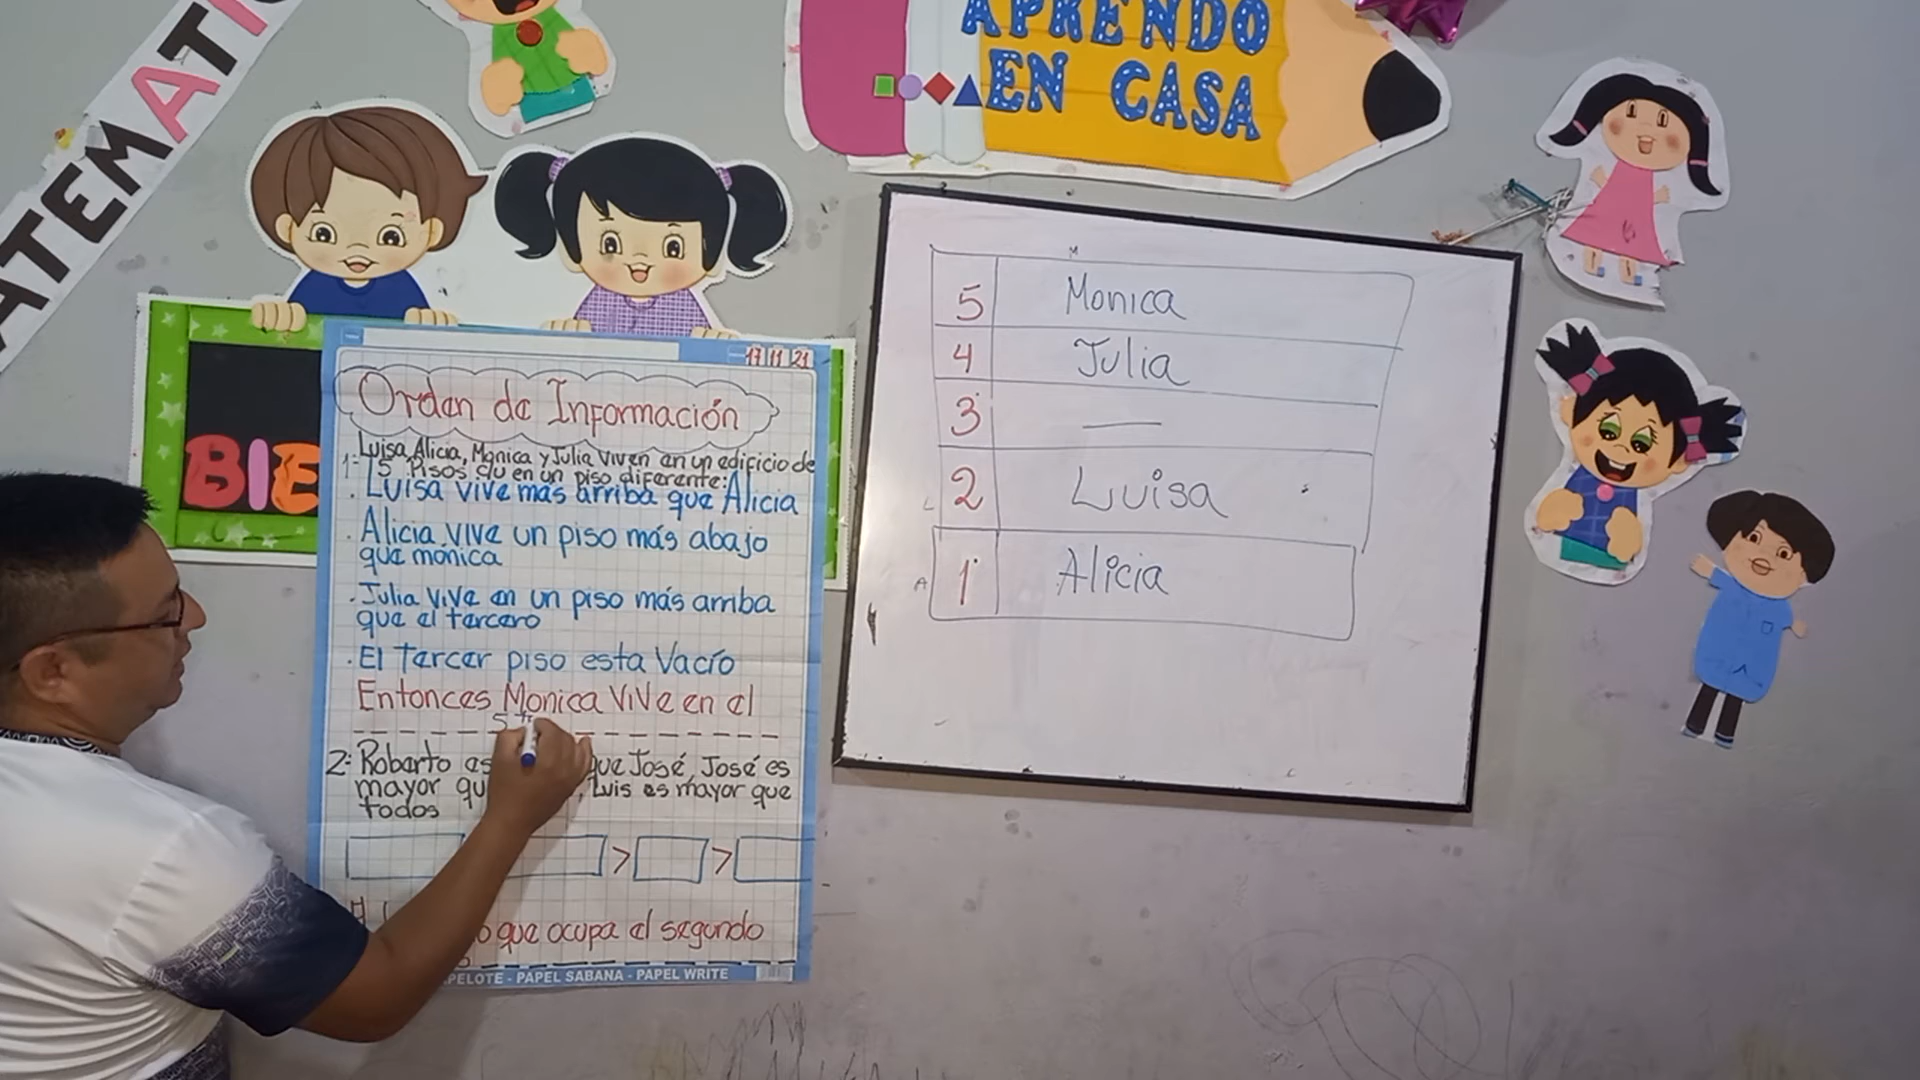 MATEMATI
APRENDO
EN CASA
BIE
17 11 21
Orden de Información
1- Luisa, Alicia, Monica y Julia viven en un edificio de
5 Pisos c/u en un piso diferente:
. Luisa vive más arriba que Alicia
. Alicia vive un piso más abajo
que monica
. Julia vive en un piso más arriba
que el tercero
. El Tercer piso esta Vacío
Entonces Monica ViVe en el
5
2- Roberto es que José, José es
mayor qu Luis es mayor que
todos
> >
o que ocupa el segundo
PELOTE - PAPEL SABANA - PAPEL WRITE
M
5 Monica
4 Julia
3 —
L 2 Luisa
A 1 Alicia